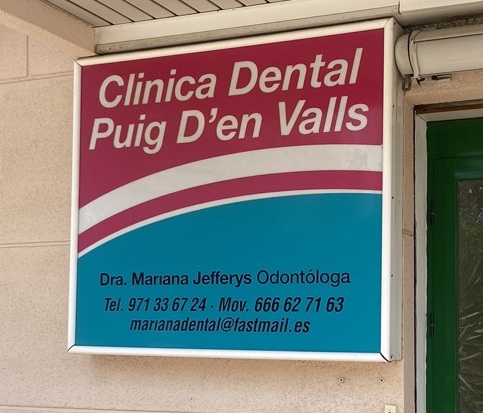 Clinica Dental
Puig D'en Valls
Dra. Mariana Jefferys Odontóloga
Tel. 971 33 67 24 - Mov. 666 62 71 63
marianadental@fastmail.es